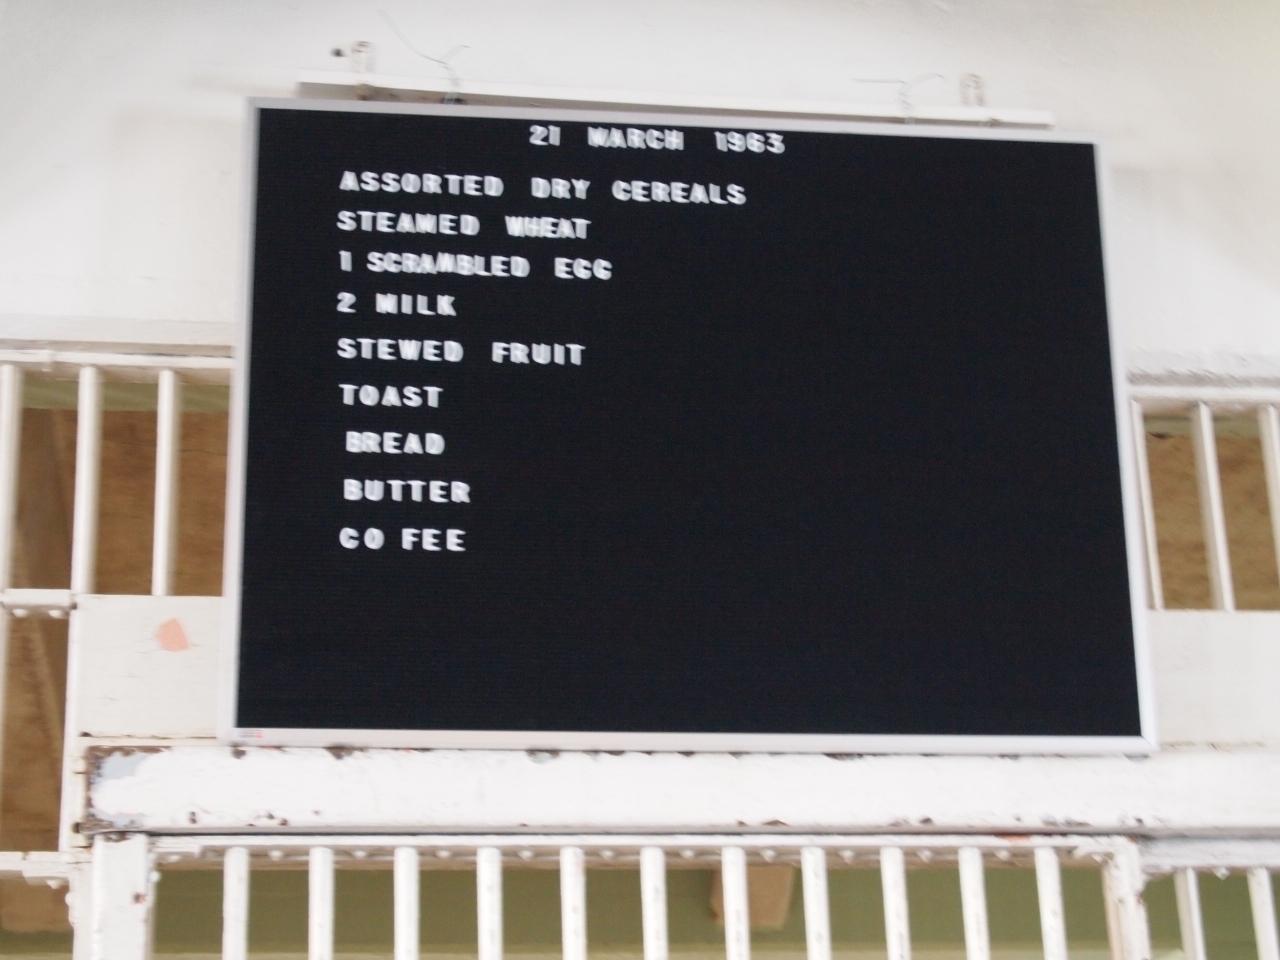 21 MARCH 1963
ASSORTED DRY CEREALS
STEAMED WHEAT
1 SCRAMBLED EGG
2 MILK
STEWED FRUIT
TOAST
BREAD
BUTTER
CO FEE